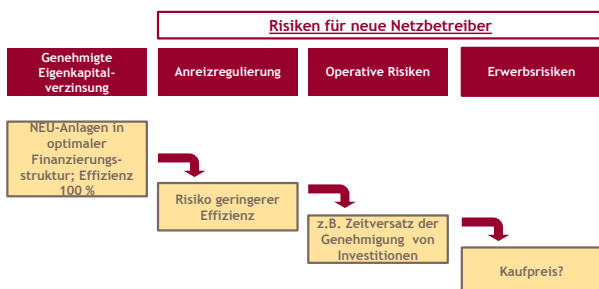 Risiken für neue Netzbetreiber
Genehmigte
Eigenkapital-
verzinsung
Anreizregulierung
Operative Risiken
Erwerbsrisiken
NEU-Anlagen in
optimaler
Finanzierungs-
struktur; Effizienz
100 %
Risiko geringerer
Effizienz
z.B. Zeitversatz der
Genehmigung von
Investitionen
Kaufpreis?